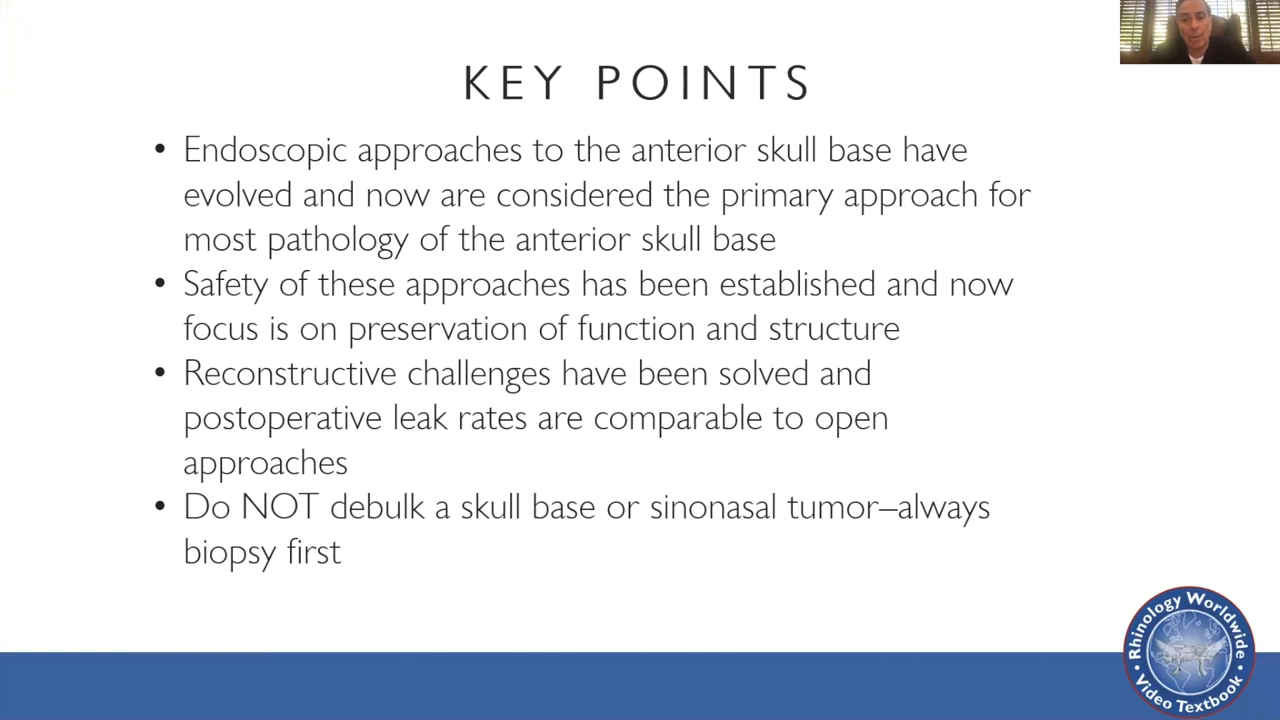 KEY POINTS
• Endoscopic approaches to the anterior skull base have
evolved and now are considered the primary approach for
most pathology of the anterior skull base
• Safety of these approaches has been established and now
focus is on preservation of function and structure
• Reconstructive challenges have been solved and
postoperative leak rates are comparable to open
approaches
• Do NOT debulk a skull base or sinonasal tumor–always
biopsy first
Rhinology Worldwide
• Video Textbook •